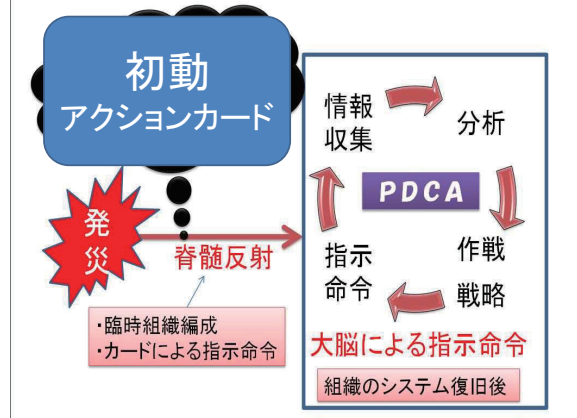 初動
アクションカード
発
災
脊髄反射
・臨時組織編成
・カードによる指示命令
情報
収集
分析
PDCA
作戦
戦略
指示
命令
大脳による指示命令
組織のシステム復旧後